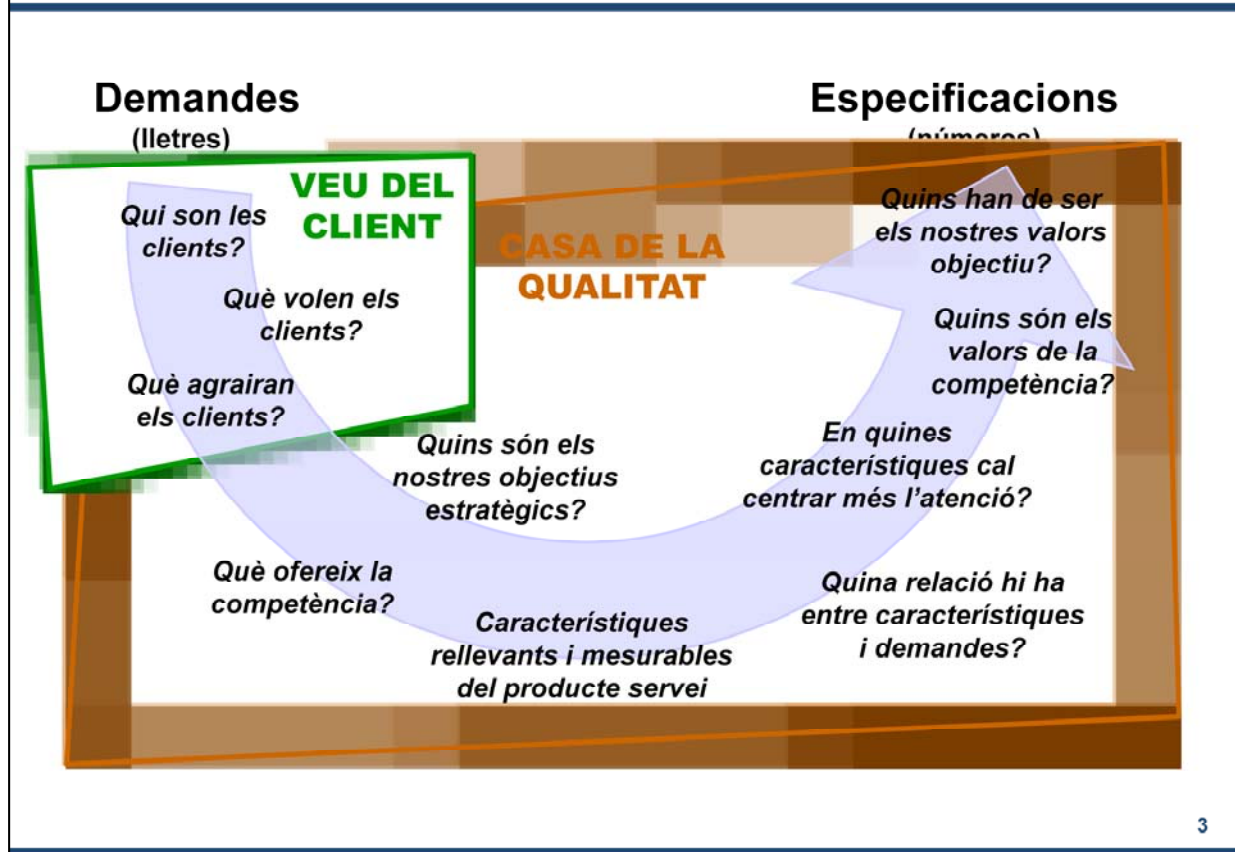 Demandes
(lletres)
Especificacions
(números)
VEU DEL
CLIENT
Qui son les
clients?
Què volen els
clients?
Què agrairan
els clients?
CASA DE LA
QUALITAT
Quins són els
nostres objectius
estratègics?
Què ofereix la
competència?
Característiques
rellevants i mesurables
del producte servei
Quina relació hi ha
entre característiques
i demandes?
En quines
característiques cal
centrar més l'atenció?
Quins són els
valors de la
competència?
Quins han de ser
els nostres valors
objectiu?
3